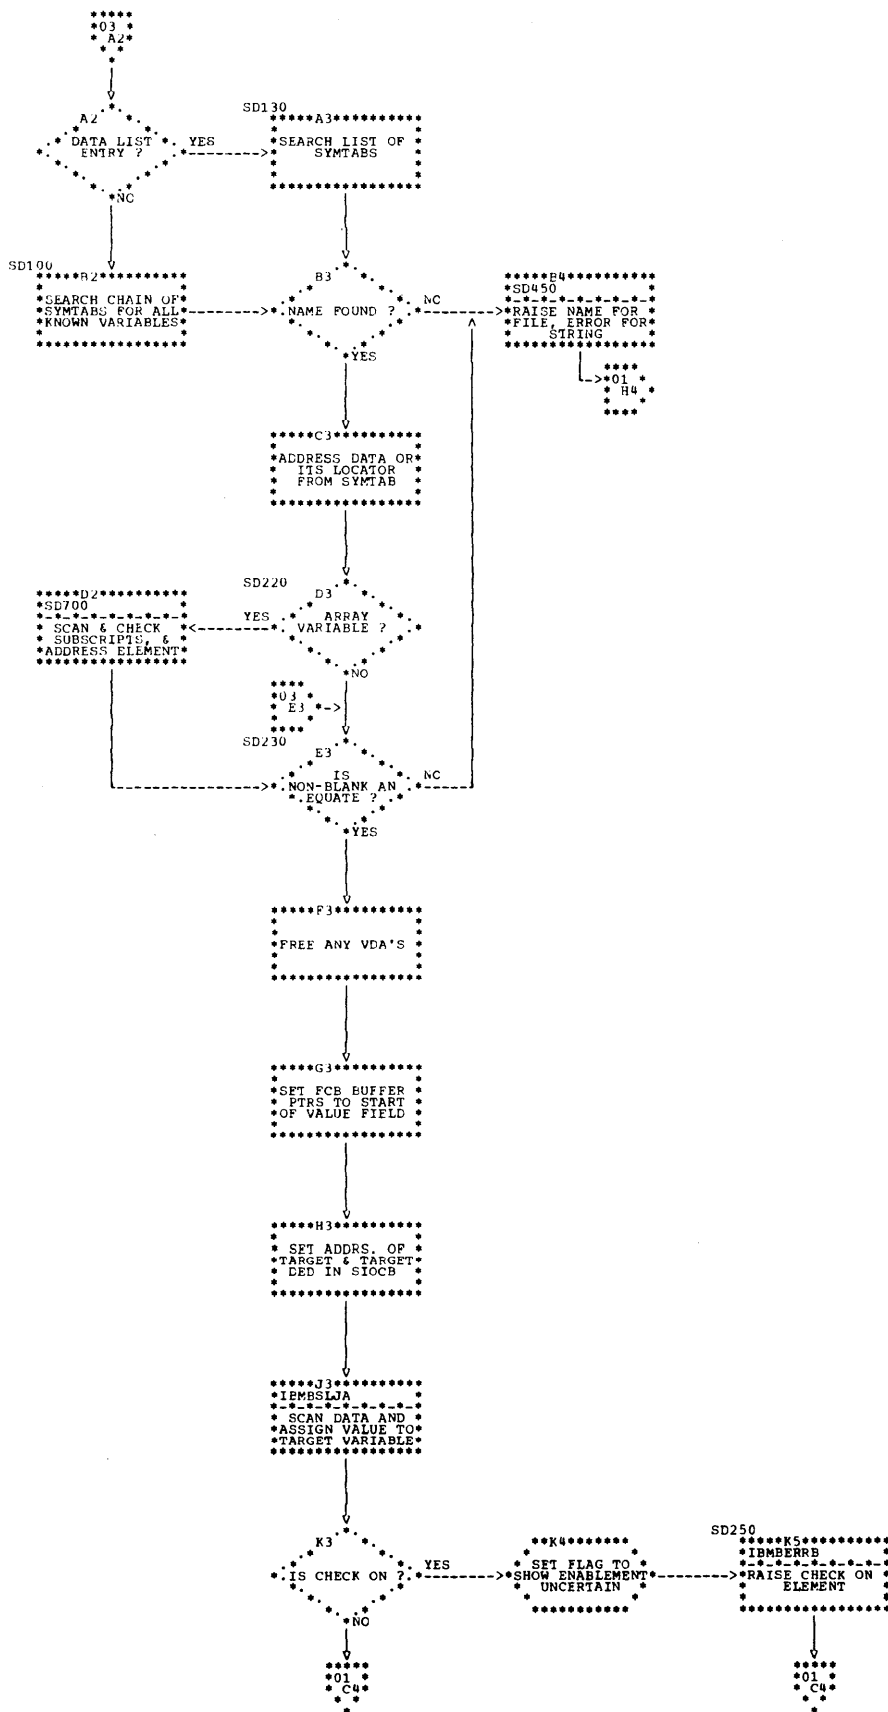 03
A2
A2
DATA LIST
ENTRY ?
YES
NO
SD130
A3
SEARCH LIST OF
SYMTABS
SD100
B2
SEARCH CHAIN OF
SYMTABS FOR ALL
KNOWN VARIABLES
B3
NAME FOUND ?
NO
YES
B4
SD450
RAISE NAME FOR
FILE, ERROR FOR
STRING
01
H4
C3
ADDRESS DATA OR
ITS LOCATOR
FROM SYMTAB
SD220
D3
ARRAY
VARIABLE ?
YES
NO
D2
SD700
SCAN & CHECK
SUBSCRIPTS, &
ADDRESS ELEMENT
03
E3
SD230
E3
IS
NON-BLANK AN
EQUATE ?
NO
YES
F3
FREE ANY VDA'S
G3
SET FCB BUFFER
PTRS TO START
OF VALUE FIELD
H3
SET ADDRS. OF
TARGET & TARGET
DED IN SIOCB
J3
IBMBSLJA
SCAN DATA AND
ASSIGN VALUE TO
TARGET VARIABLE
K3
IS CHECK ON ?
YES
NO
K4
SET FLAG TO
SHOW ENABLEMENT
UNCERTAIN
SD250
K5
IBMBERRB
RAISE CHECK ON
ELEMENT
01
C4
01
C4